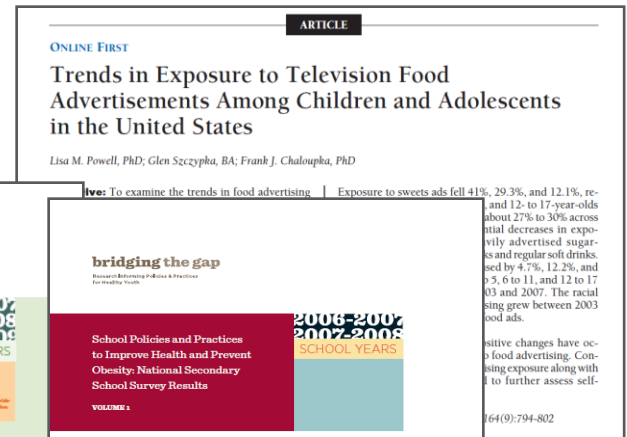 ARTICLE
ONLINE FIRST
Trends in Exposure to Television Food
Advertisements Among Children and Adolescents
in the United States
Lisa M. Powell, PhD; Glen Szczypka, BA; Frank J. Chaloupka, PhD
ive: To examine the trends in food advertising
Exposure to sweets ads fell 41%, 29.3%, and 12.1%, re-
, and 12- to 17-year-olds
about 27% to 30% across
ntial decreases in expo-
vily advertised sugar-
ks and regular soft drinks.
sed by 4.7%, 12.2%, and
5, 6 to 11, and 12 to 17
03 and 2007. The racial
sing grew between 2003
ood ads.
sitive changes have oc-
food advertising. Con-
ising exposure along with
to further assess self-
164(9):794-802
bridging the gap
Research Informing Policies & Practices
for Healthy Youth
School Policies and Practices
to Improve Health and Prevent
Obesity: National Secondary
School Survey Results
VOLUME 1
2006-2007
2007-2008
SCHOOL YEARS
RS